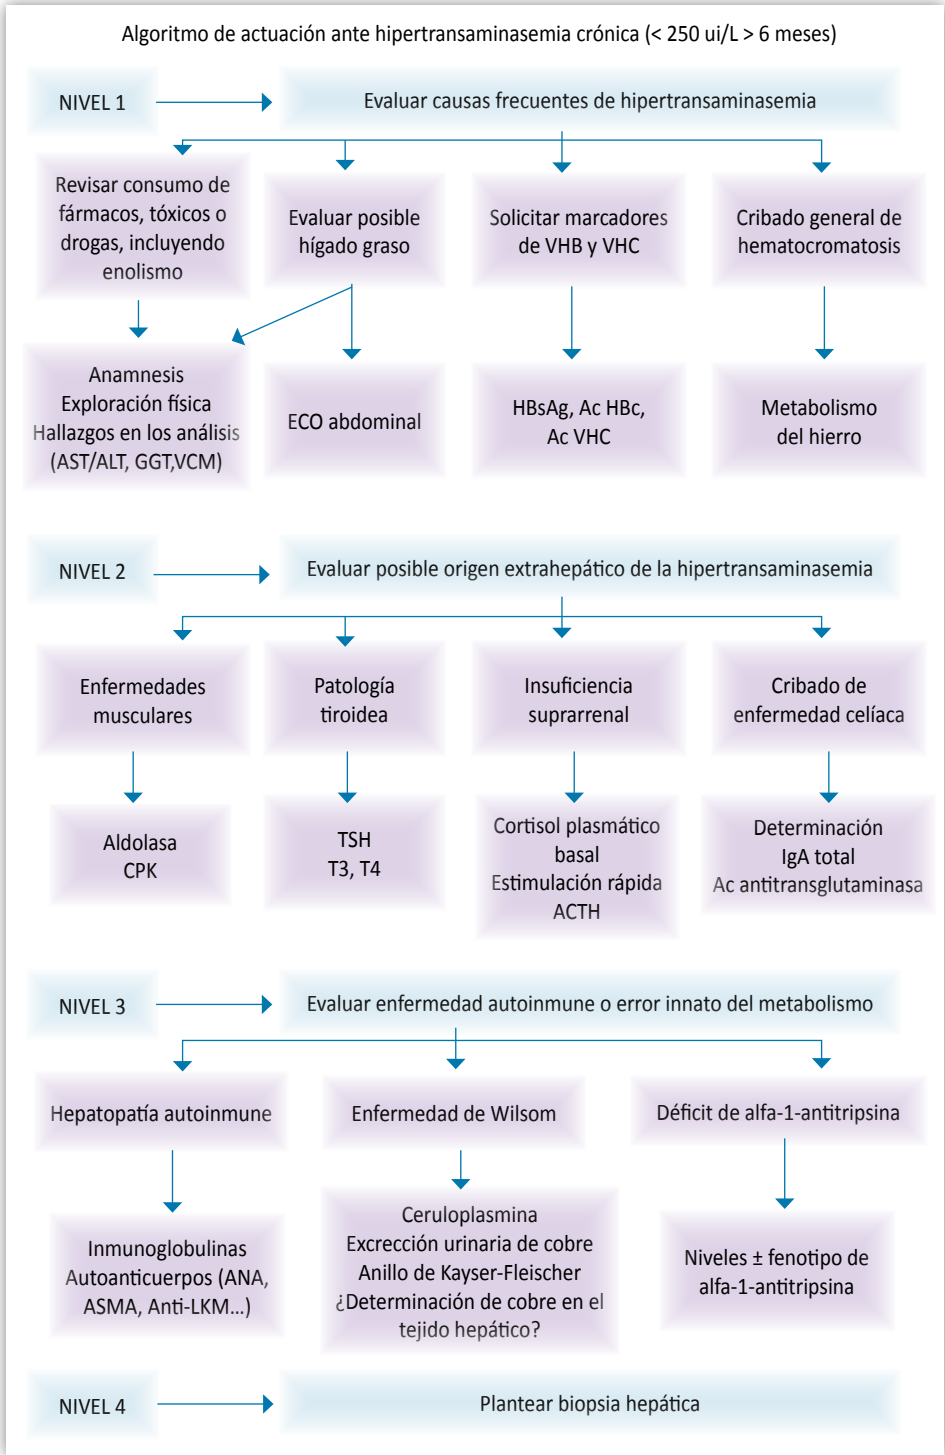 Algoritmo de actuación ante hipertransaminasemia crónica (< 250 ui/L > 6 meses)
NIVEL 1
Evaluar causas frecuentes de hipertransaminasemia
Revisar consumo de
fármacos, tóxicos o
drogas, incluyendo
enolismo
Evaluar posible
hígado graso
Solicitar marcadores
de VHB y VHC
Cribado general de
hematocromatosis
Anamnesis
Exploración física
Hallazgos en los análisis
(AST/ALT, GGT,VCM)
ECO abdominal
HBsAg, Ac HBc,
Ac VHC
Metabolismo
del hierro
NIVEL 2
Evaluar posible origen extrahepático de la hipertransaminasemia
Enfermedades
musculares
Patología
tiroidea
Insuficiencia
suprarrenal
Cribado de
enfermedad celíaca
Aldolasa
CPK
TSH
T3, T4
Cortisol plasmático
basal
Estimulación rápida
ACTH
Determinación
IgA total
Ac antitransglutaminasa
NIVEL 3
Evaluar enfermedad autoinmune o error innato del metabolismo
Hepatopatía autoinmune
Enfermedad de Wilsom
Déficit de alfa-1-antitripsina
Inmunoglobulinas
Autoanticuerpos (ANA,
ASMA, Anti-LKM...)
Ceruloplasmina
Excreción urinaria de cobre
Anillo de Kayser-Fleischer
¿Determinación de cobre en el
tejido hepático?
Niveles ± fenotipo de
alfa-1-antitripsina
NIVEL 4
Plantear biopsia hepática